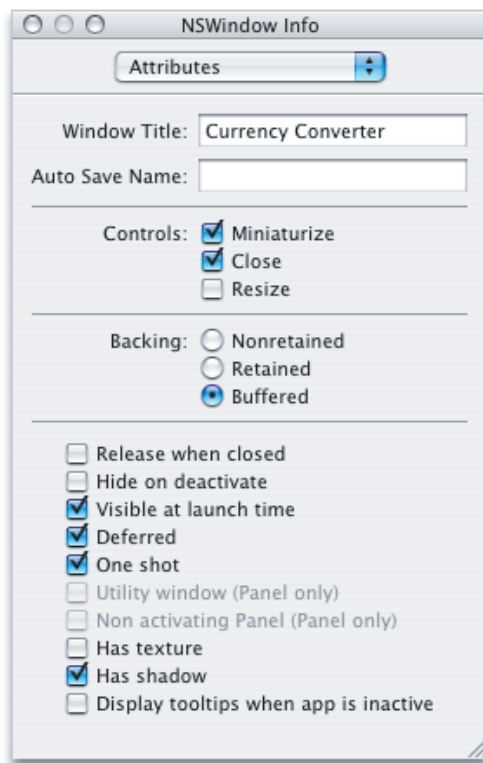 NSWindow Info
Attributes
Window Title: Currency Converter
Auto Save Name:
Controls: Miniaturize
Close
Resize
Backing: Nonretained
Retained
Buffered
Release when closed
Hide on deactivate
Visible at launch time
Deferred
One shot
Utility window (Panel only)
Non activating Panel (Panel only)
Has texture
Has shadow
Display tooltips when app is inactive